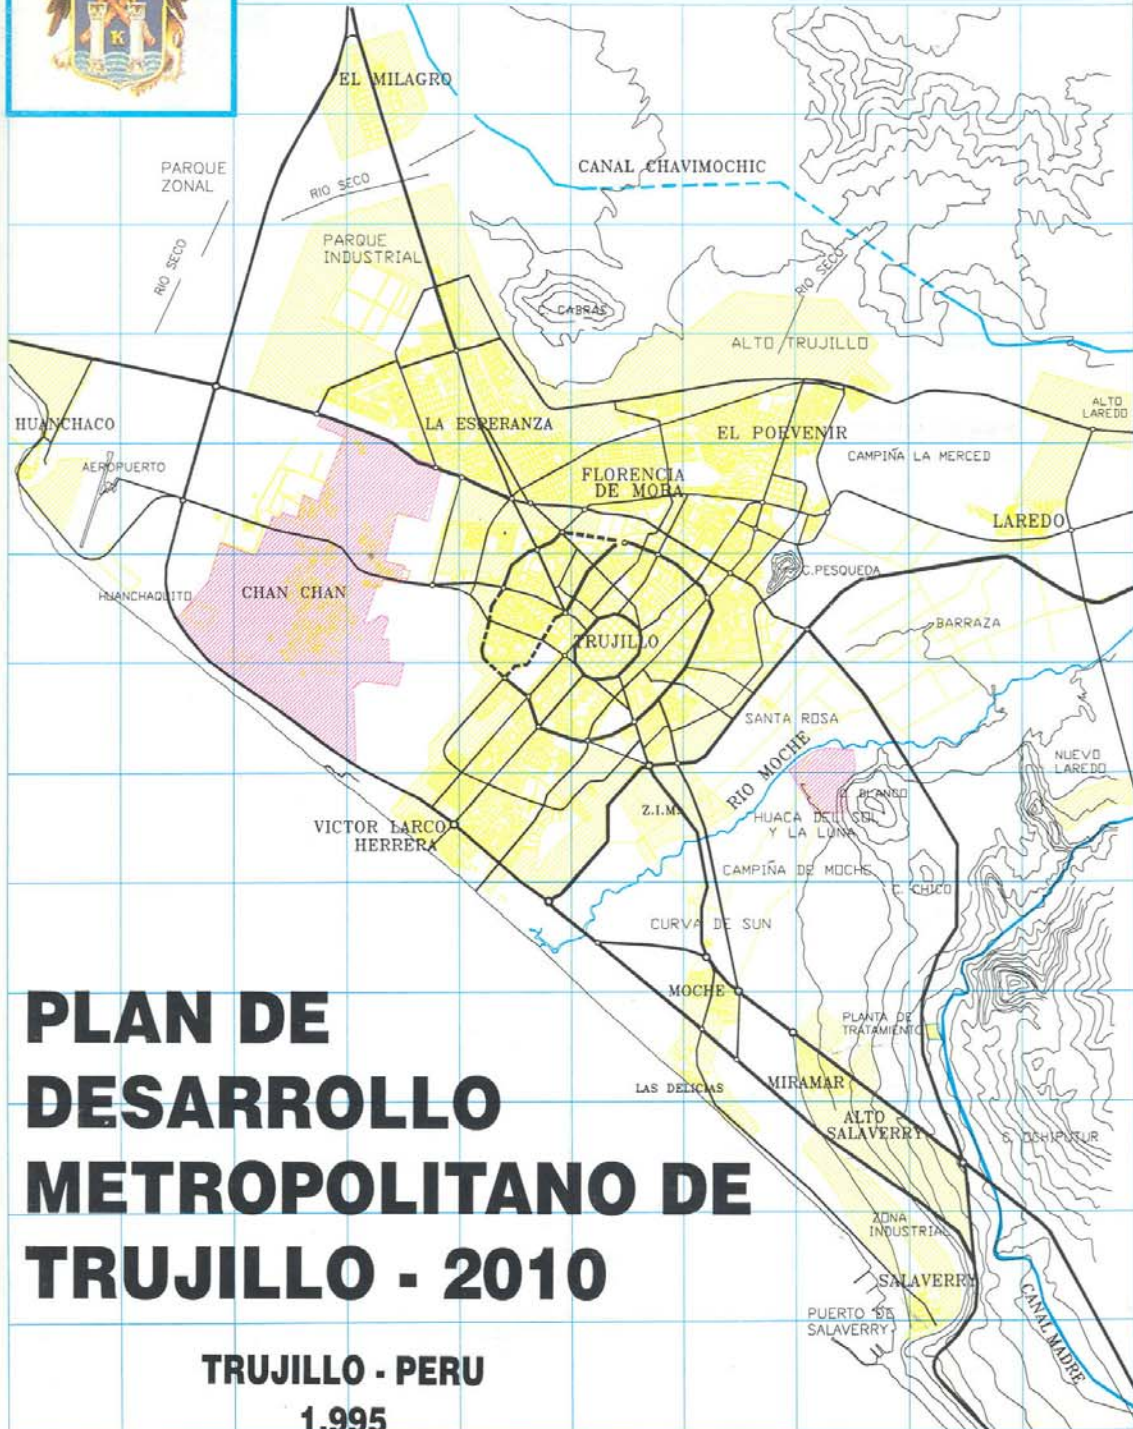 K
EL MILAGRO
PARQUE
ZONAL
RIO SECO
CANAL CHAVIMOCHIC
RIO SECO
PARQUE
INDUSTRIAL
RIO SECO
C. CABRAS
ALTO TRUJILLO
HUANCHACO
LA ESPERANZA
EL PORVENIR
ALTO
LAREDO
AEROPUERTO
FLORENCIA
DE MORA
CAMPIÑA LA MERCED
LAREDO
HUANCHAQUITO
CHAN CHAN
C.PESQUEDA
TRUJILLO
BARRAZA
SANTA ROSA
RIO MOCHE
NUEVO
LAREDO
Z.I.M.
C. BLANCO
HUACA DEL SOL
Y LA LUNA
VICTOR LARCO
HERRERA
CAMPIÑA DE MOCHE
C. CHICO
CURVA DE SUN
MOCHE
PLANTA DE
TRATAMIENTO
LAS DELICIAS
MIRAMAR
ALTO
SALAVERRY
C. OCHIPUTUR
ZONA
INDUSTRIAL
SALAVERRY
PUERTO DE
SALAVERRY
CANAL MADRE
PLAN DE
DESARROLLO
METROPOLITANO DE
TRUJILLO - 2010
TRUJILLO - PERU
1.995